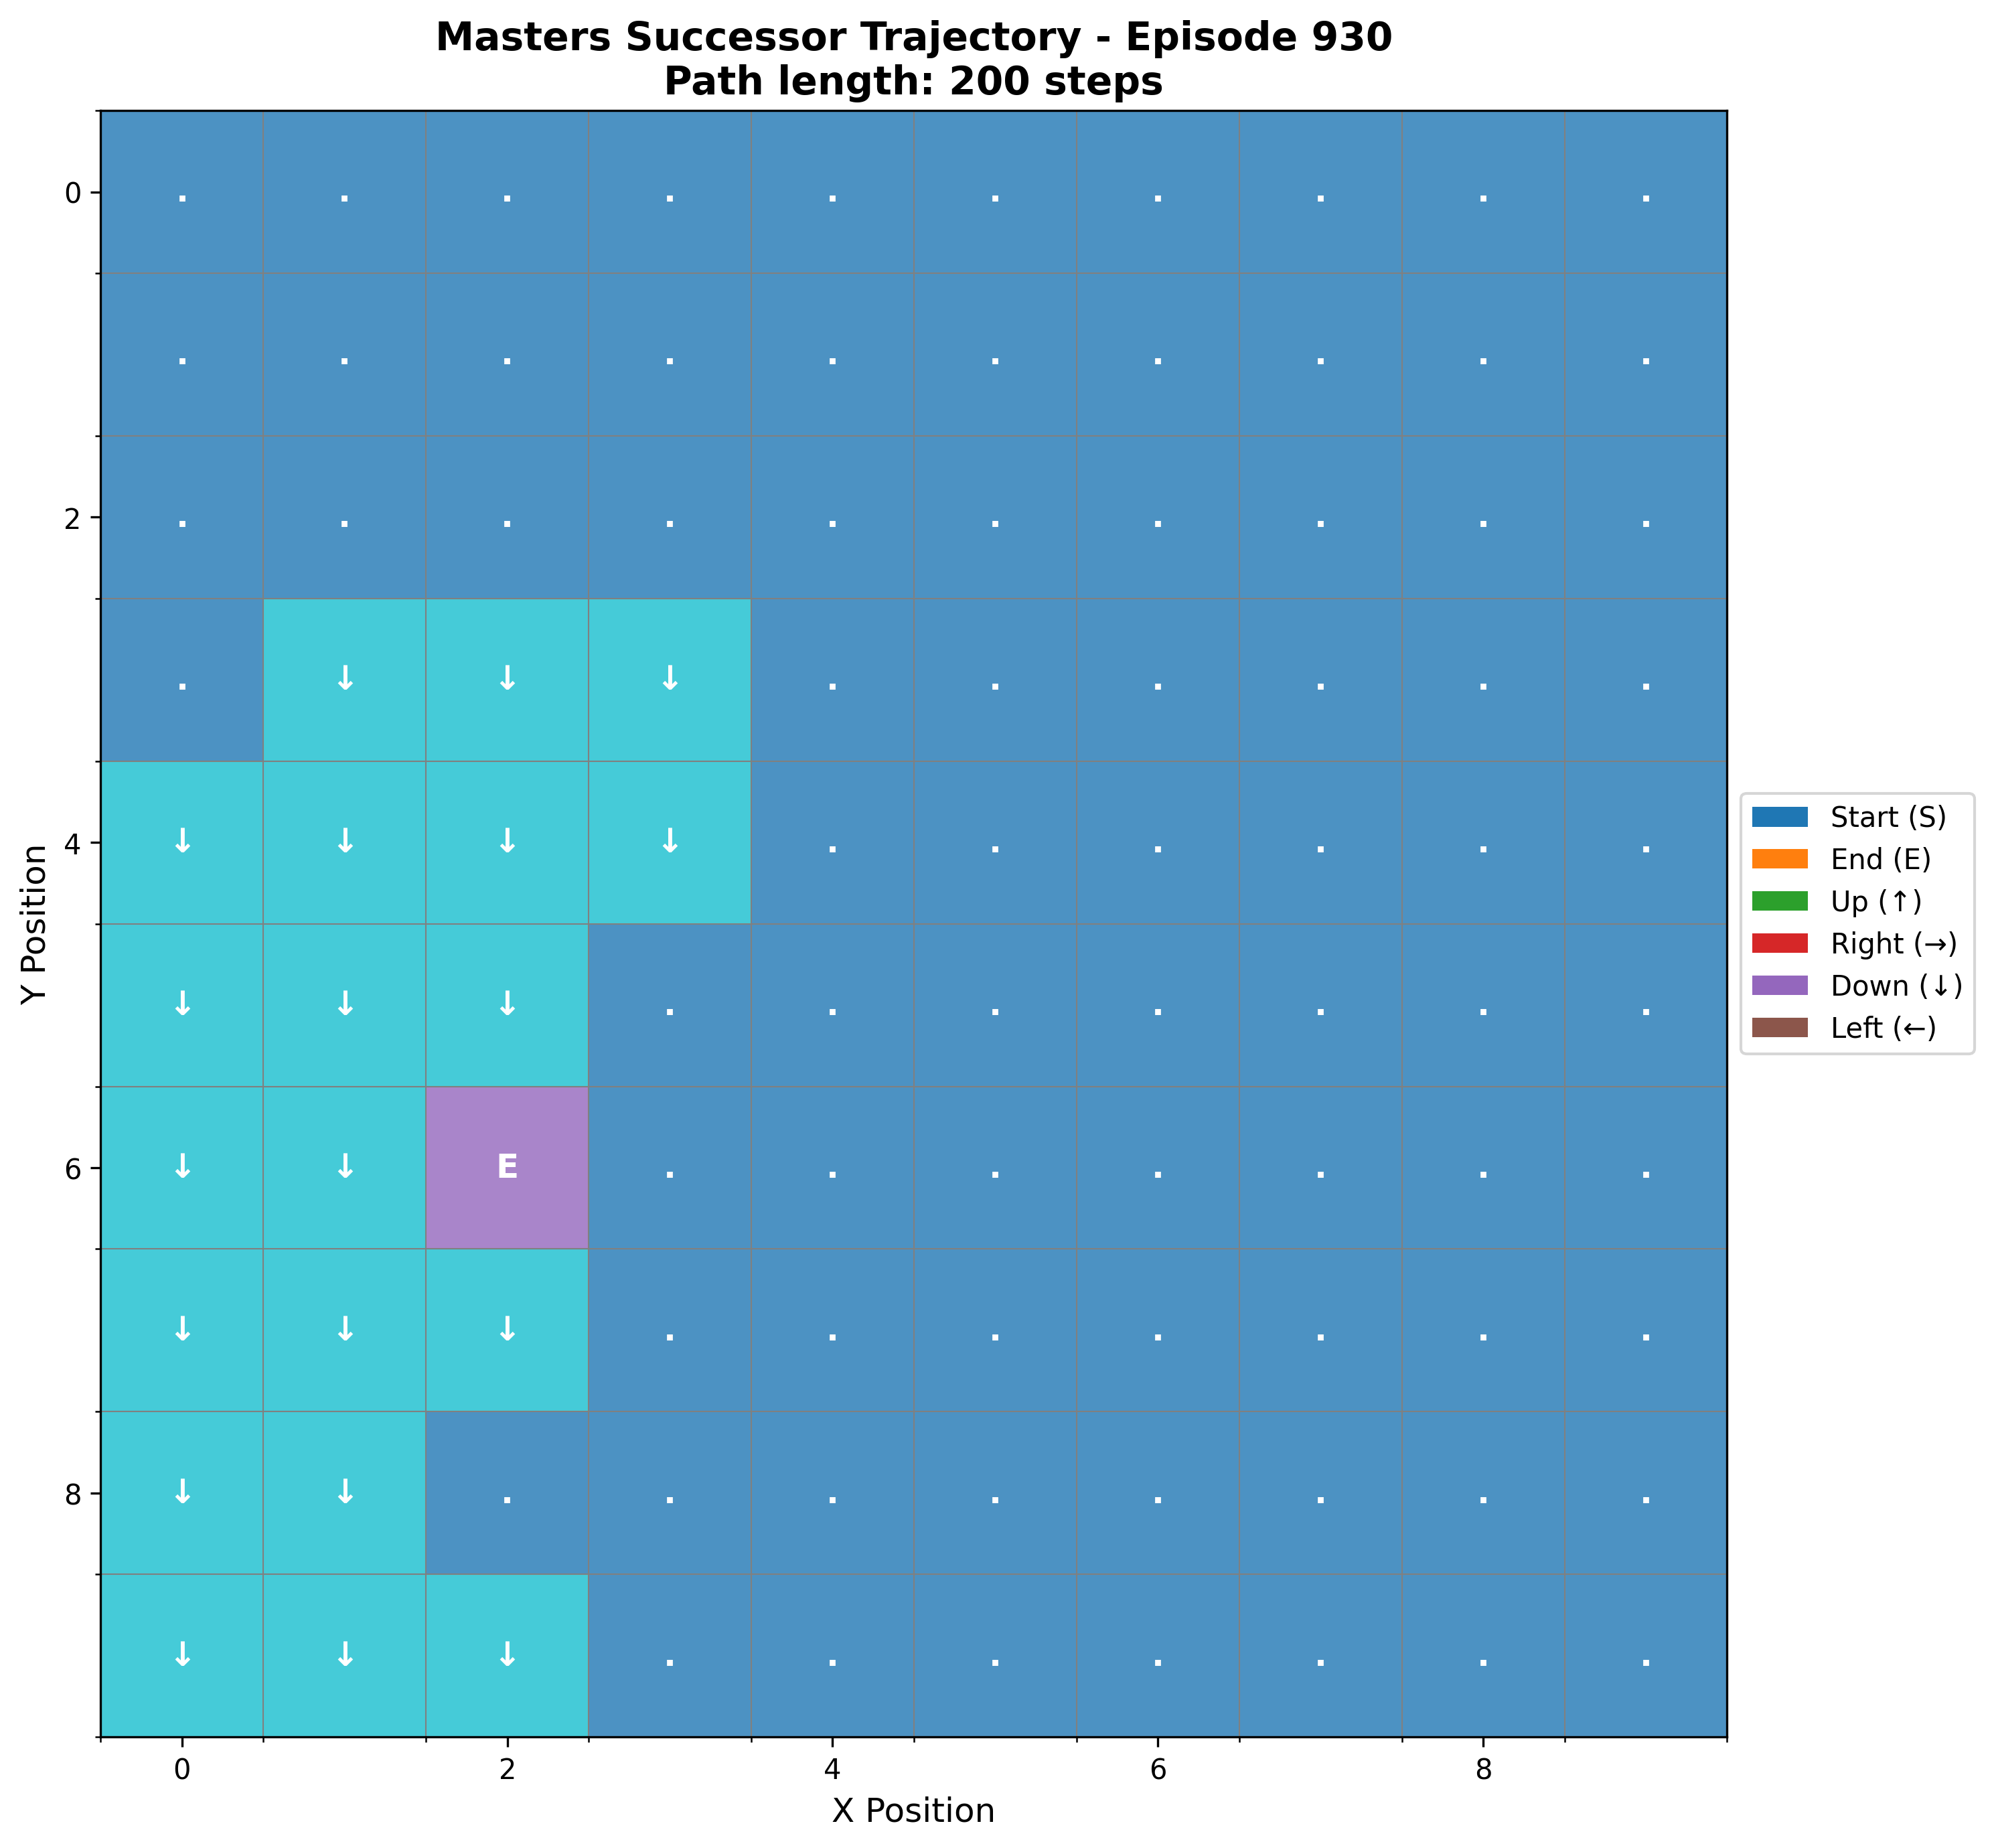 Masters Successor Trajectory - Episode 930
Path length: 200 steps
0 . . . . . . . . . .
. . . . . . . . . .
2 . . . . . . . . . .
. ↓ ↓ ↓ . . . . . .
4 ↓ ↓ ↓ ↓ . . . . . .
↓ ↓ ↓ . . . . . . .
6 ↓ ↓ E . . . . . . .
↓ ↓ ↓ . . . . . . .
8 ↓ ↓ . . . . . . . .
↓ ↓ ↓ . . . . . . .
0 2 4 6 8
X Position
Y Position
Start (S)
End (E)
Up (↑)
Right (→)
Down (↓)
Left (←)